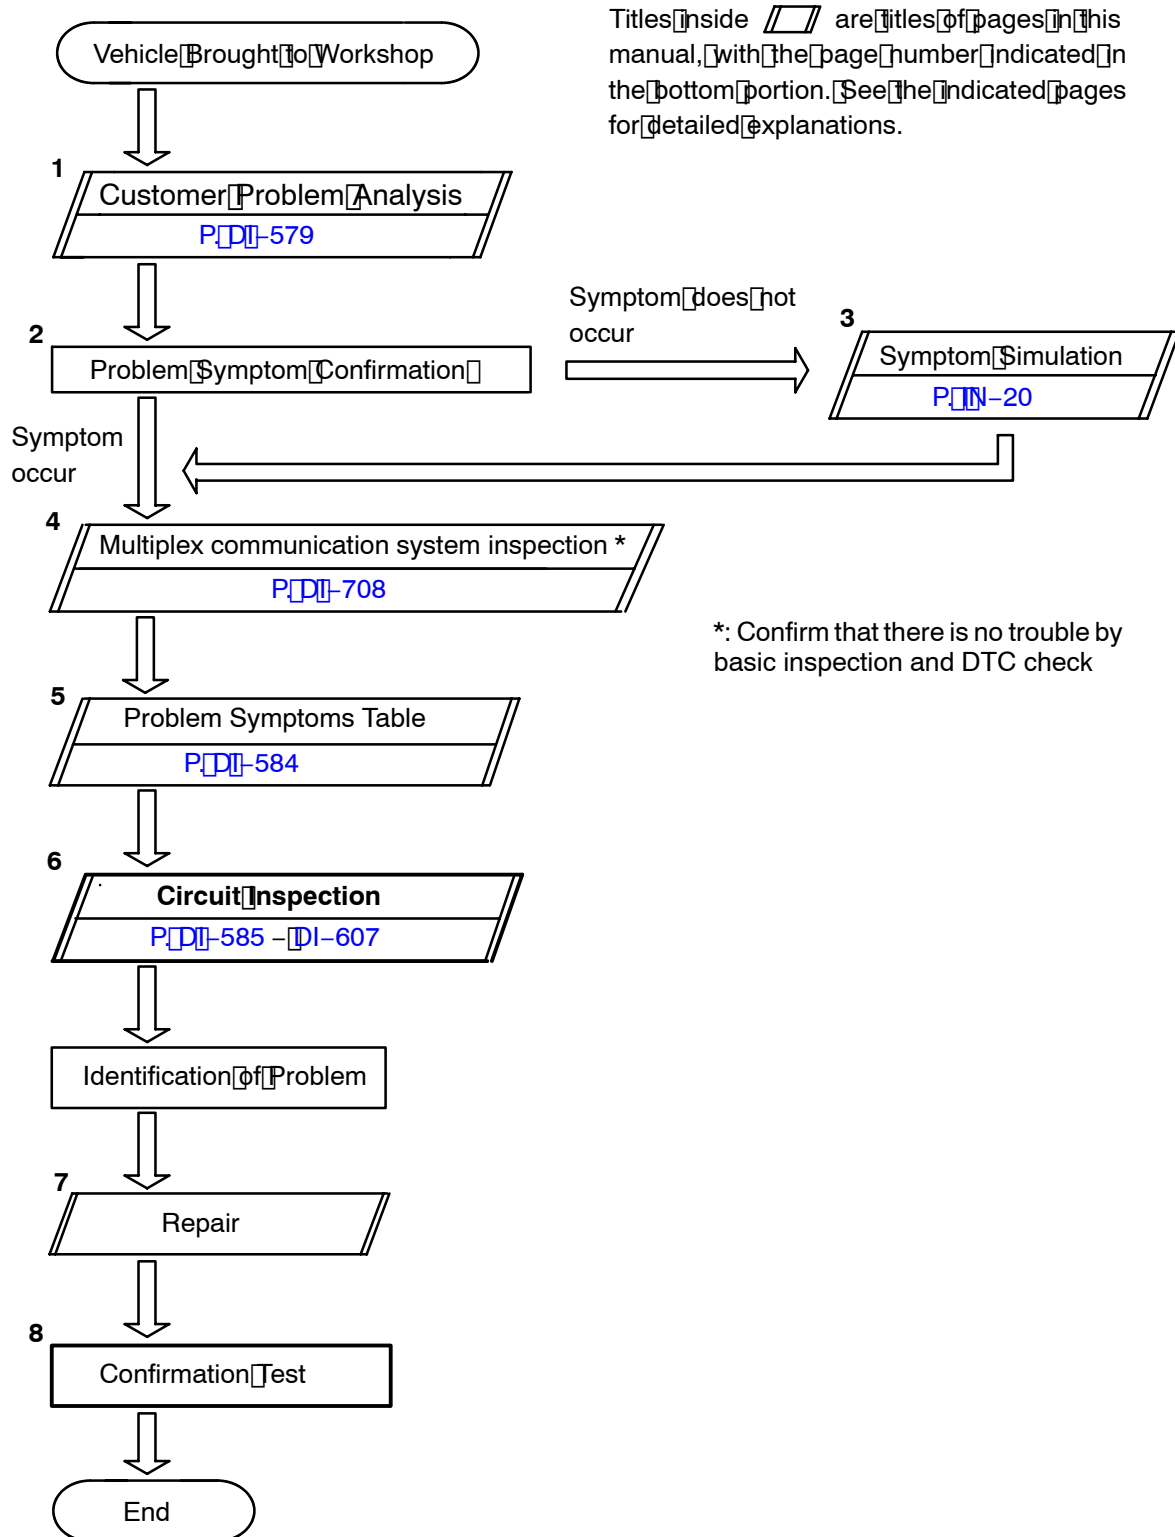 Vehicle Brought to Workshop
Titles inside are titles of pages in this
manual, with the page number indicated in
the bottom portion. See the indicated pages
for detailed explanations.
1
Customer Problem Analysis
P. DI–579
2
Problem Symptom Confirmation
Symptom does not
occur
3
Symptom Simulation
P. IN–20
Symptom
occur
4
Multiplex communication system inspection *
P. DI–708
*: Confirm that there is no trouble by
basic inspection and DTC check
5
Problem Symptoms Table
P. DI–584
6
Circuit Inspection
P. DI–585 – DI–607
Identification of Problem
7
Repair
8
Confirmation Test
End